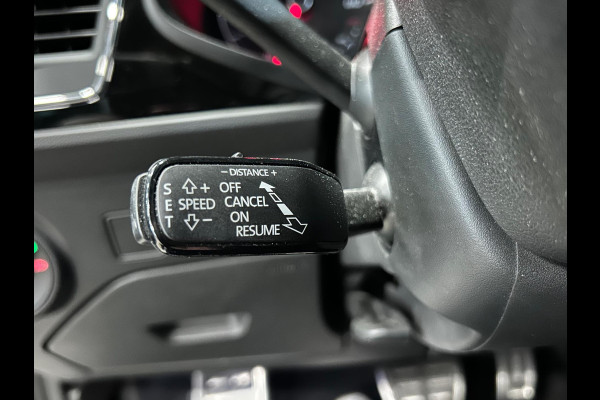 − DISTANCE +
S + OFF
E SPEED CANCEL
T − ON
RESUME